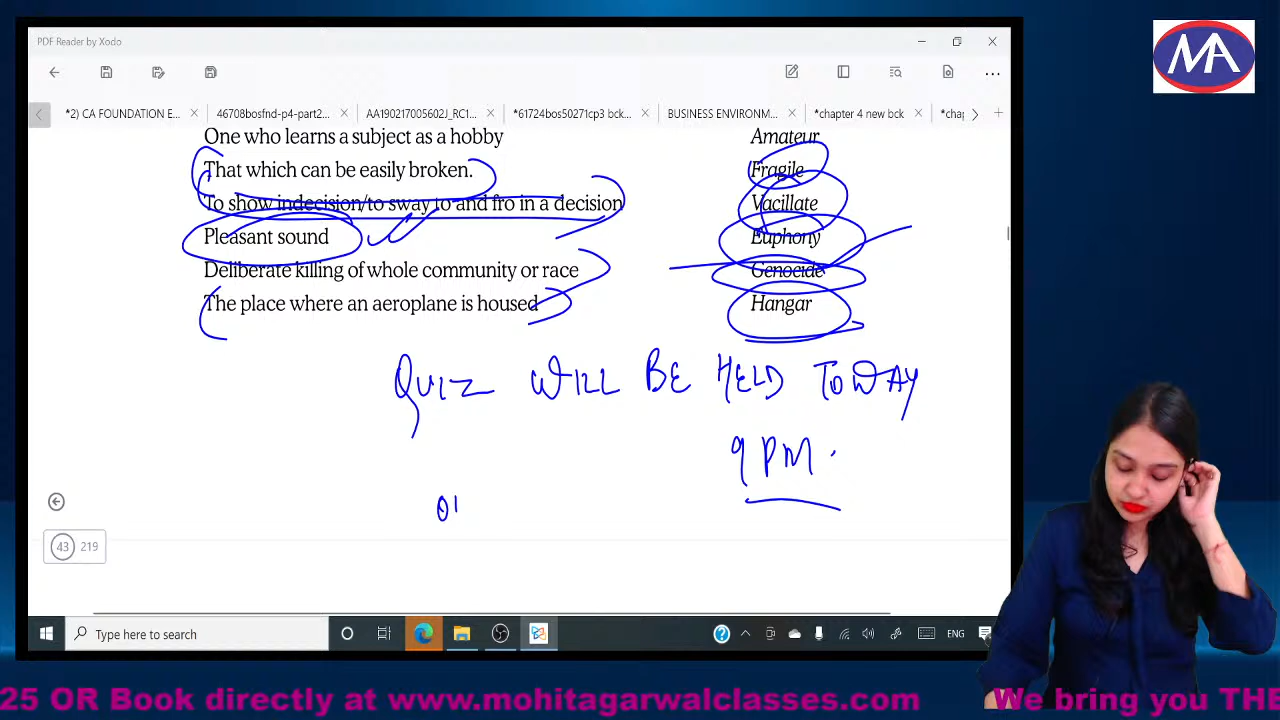 MA
PDF Reader by Xodo
*2) CA FOUNDATION E... 46708bosfnd-p4-part2... AA190217005602J_RC1... *61724bos50271cp3 bck... BUSINESS ENVIRONM... *chapter 4 new bck *chap
One who learns a subject as a hobby Amateur
That which can be easily broken. Fragile
To show indecision/to sway to and fro in a decision Vacillate
Pleasant sound Euphony
Deliberate killing of whole community or race Genocide
The place where an aeroplane is housed Hangar
QUIZ WILL BE HELD TODAY
9 PM.
43 219
Type here to search ENG
25 OR Book directly at www.mohitagarwalclasses.com We bring you THE